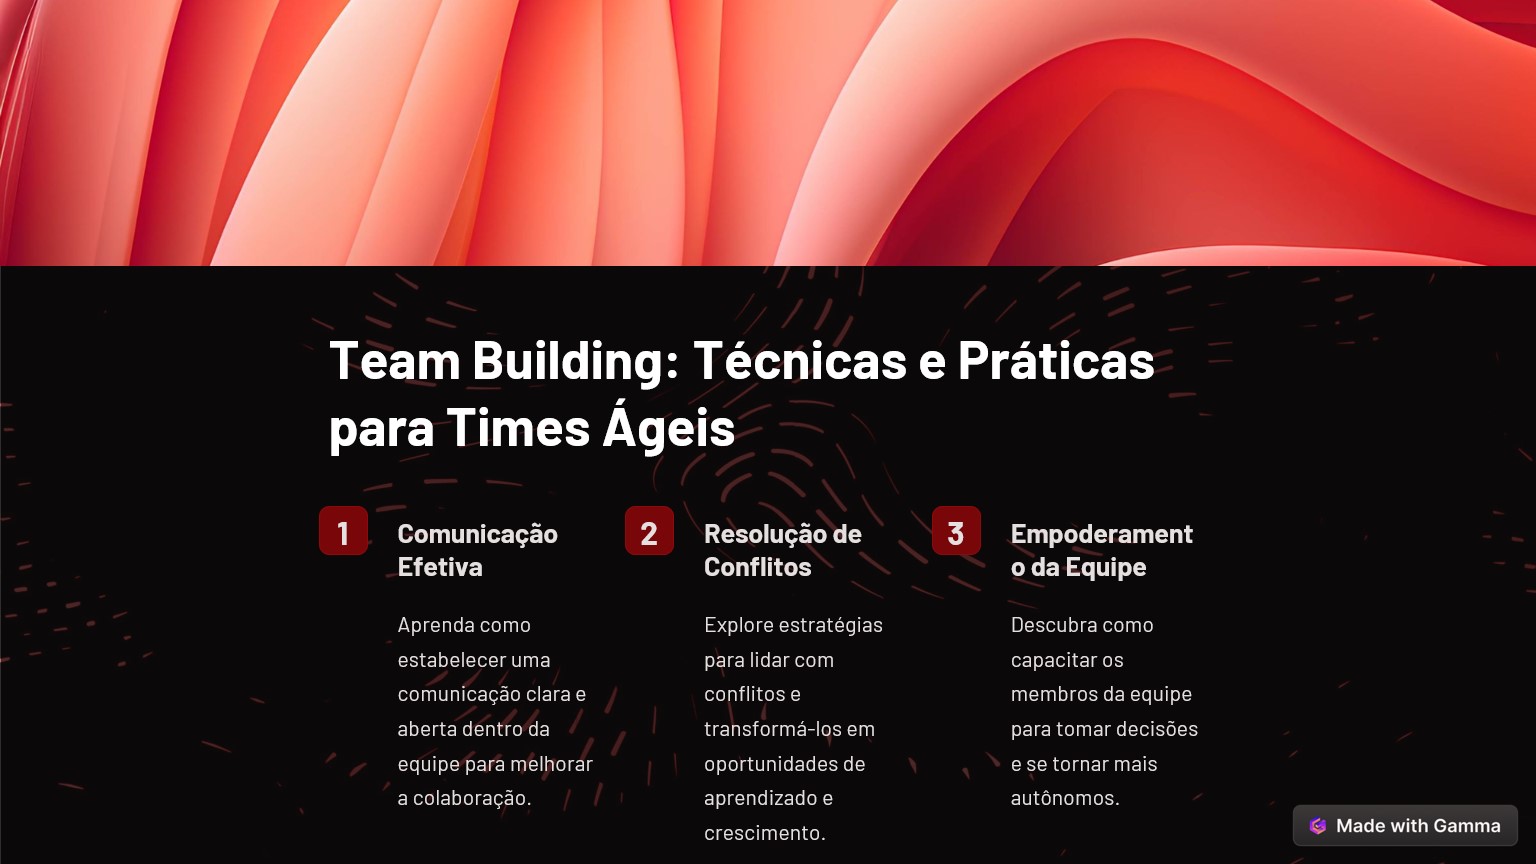 Team Building: Técnicas e Práticas
para Times Ágeis
1
Comunicação
Efetiva
Aprenda como
estabelecer uma
comunicação clara e
aberta dentro da
equipe para melhorar
a colaboração.
2
Resolução de
Conflitos
Explore estratégias
para lidar com
conflitos e
transformá-los em
oportunidades de
aprendizado e
crescimento.
3
Empoderament
o da Equipe
Descubra como
capacitar os
membros da equipe
para tomar decisões
e se tornar mais
autônomos.
Made with Gamma